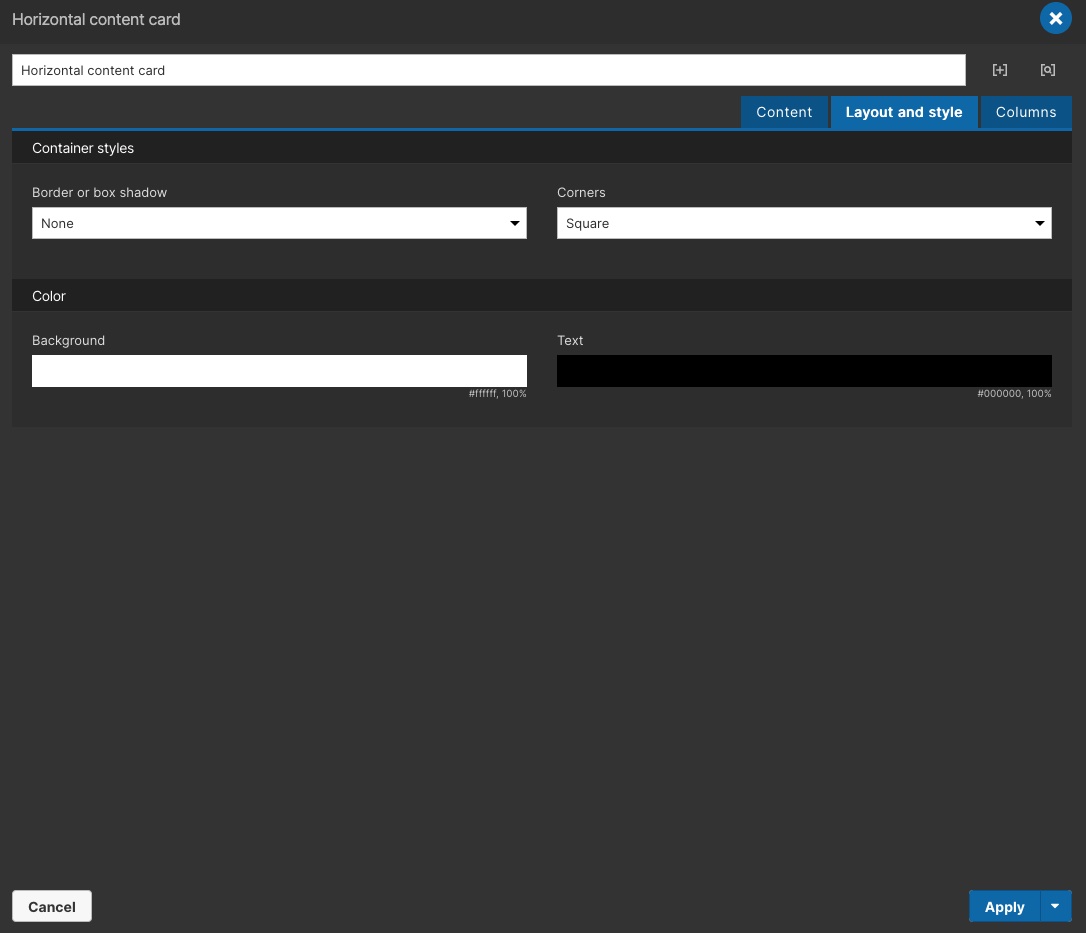 Horizontal content card
Horizontal content card
Content Layout and style Columns
Container styles
Border or box shadow Corners
None Square
Color
Background Text
#ffffff, 100% #000000, 100%
Cancel Apply